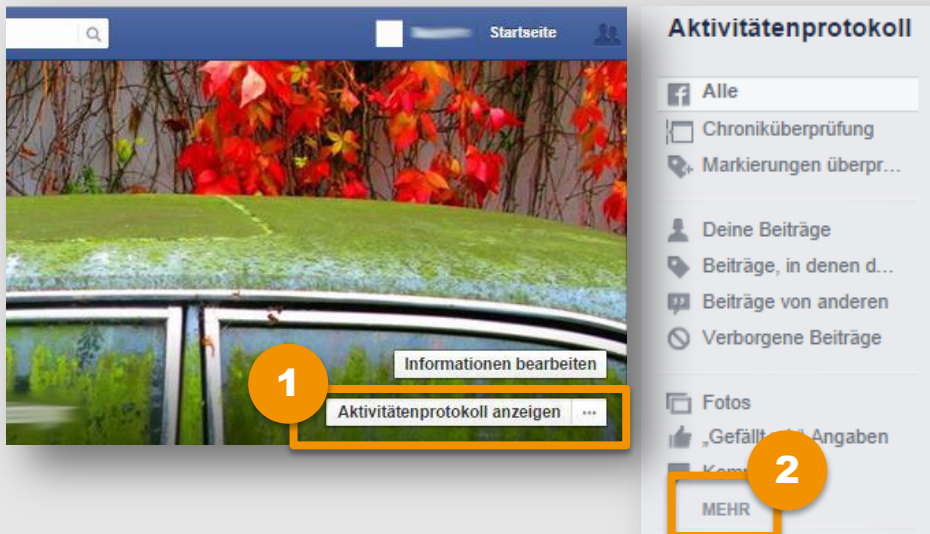 Startseite
Informationen bearbeiten
1
Aktivitätenprotokoll anzeigen ...
Aktivitätenprotokoll
Alle
Chroniküberprüfung
Markierungen überpr...
Deine Beiträge
Beiträge, in denen d...
Beiträge von anderen
Verborgene Beiträge
Fotos
„Gefällt Angaben
2
MEHR